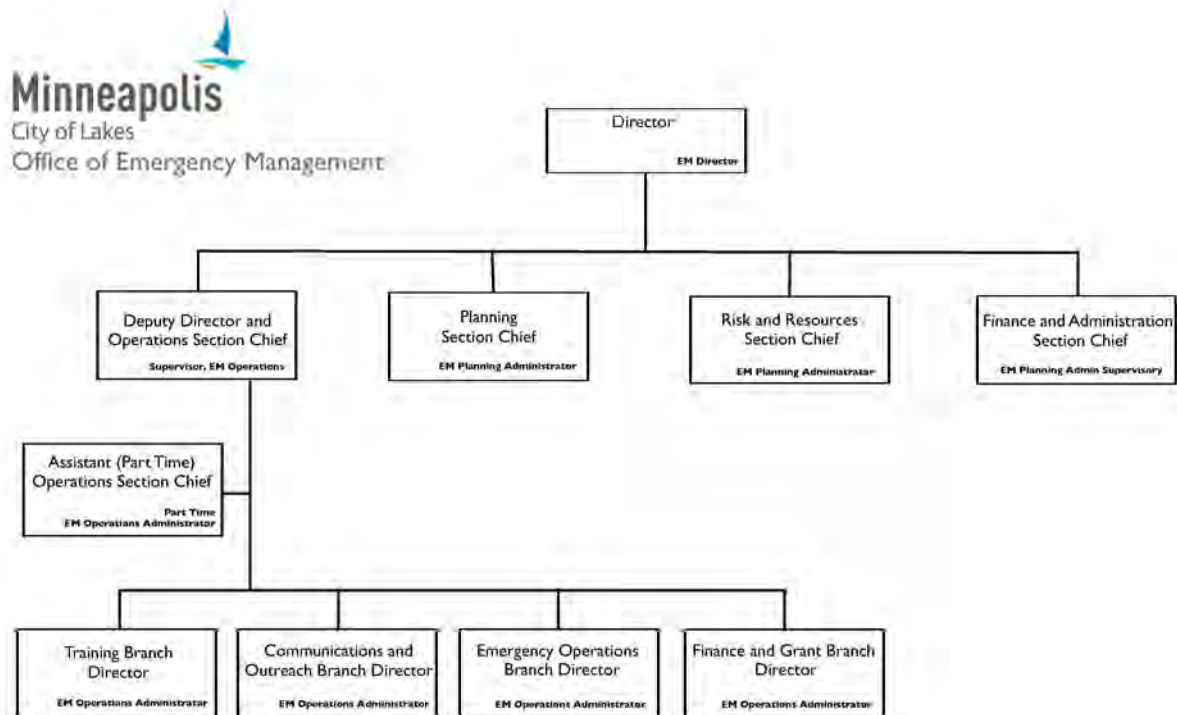 Minneapolis
City of Lakes
Office of Emergency Management
Director
EM Director
Deputy Director and
Operations Section Chief
Supervisor, EM Operations
Planning
Section Chief
EM Planning Administrator
Risk and Resources
Section Chief
EM Planning Administrator
Finance and Administration
Section Chief
EM Planning Admin Supervisory
Assistant (Part Time)
Operations Section Chief
Part Time
EM Operations Administrator
Training Branch
Director
EM Operations Administrator
Communications and
Outreach Branch Director
EM Operations Administrator
Emergency Operations
Branch Director
EM Operations Administrator
Finance and Grant Branch
Director
EM Operations Administrator